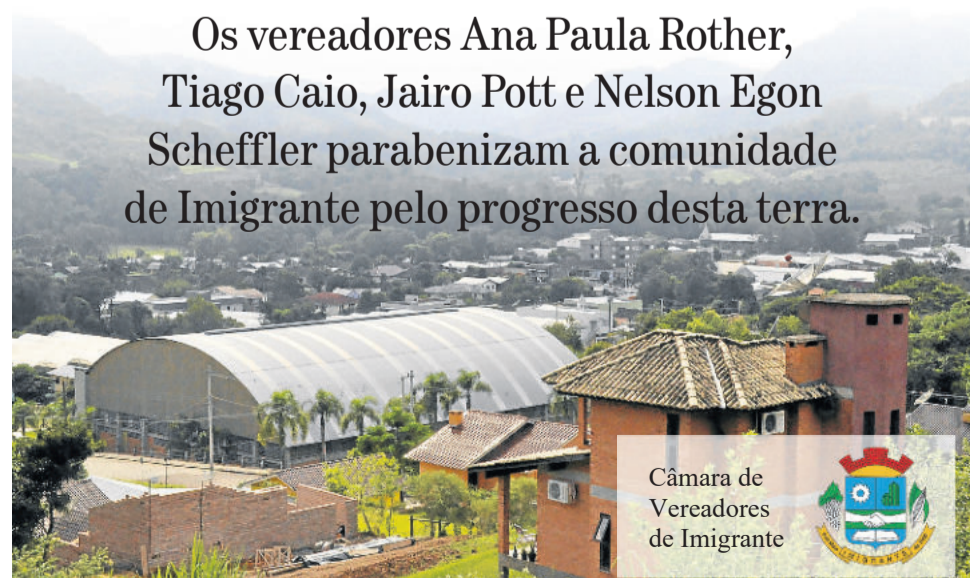 Os vereadores Ana Paula Rother,
Tiago Caio, Jairo Pott e Nelson Egon
Scheffler parabenizam a comunidade
de Imigrante pelo progresso desta terra.
Câmara de
Vereadores
de Imigrante